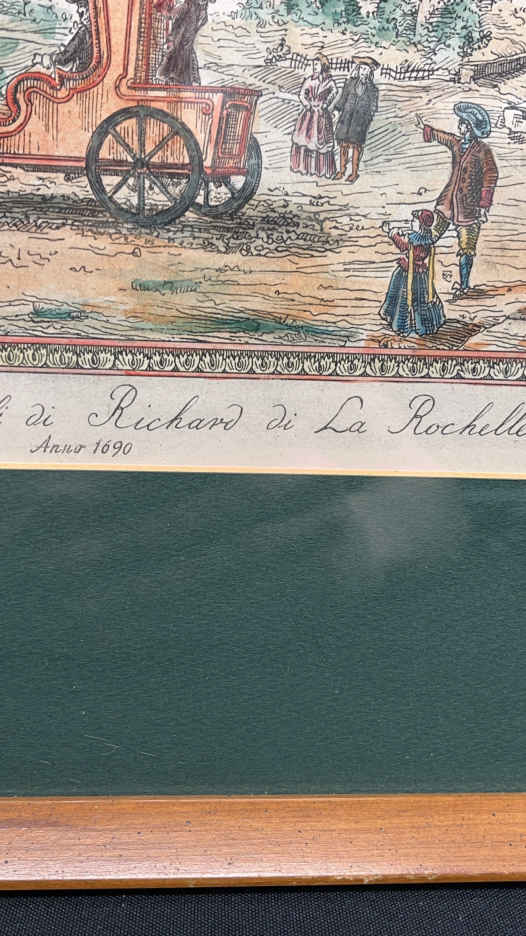 di Richard di La Rochelle
Anno 1690